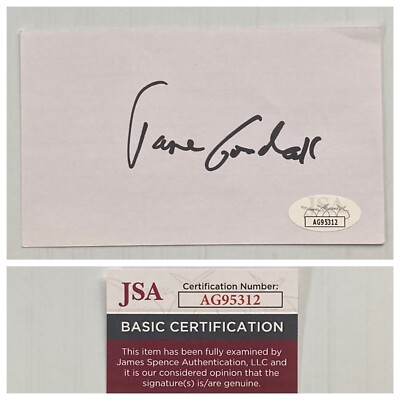 Jane Goodall
JSA
AG95312
JSA
Certification Number:
AG95312
BASIC CERTIFICATION
This item has been fully examined by
James Spence Authentication, LLC and
it is our considered opinion that the
signature(s) is/are genuine.